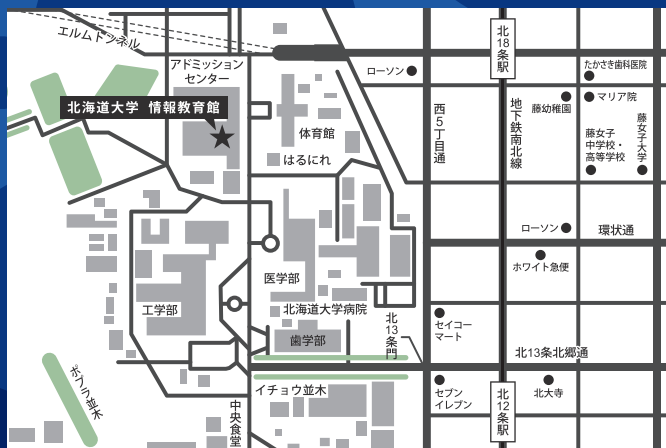 エルムトンネル
アドミッション
センター
北海道大学 情報教育館
体育館
はるにれ
ローソン
北18条駅
たかさき歯科医院
マリア院
藤幼稚園
西5丁目通
地下鉄南北線
藤女子
中学校・
高等学校
藤女子大学
ローソン
環状通
ホワイト急便
医学部
工学部
北海道大学病院
歯学部
北13条門
セイコー
マート
北13条北郷通
イチョウ並木
セブン
イレブン
北大寺
北12条駅
ポプラ並木
中央食堂